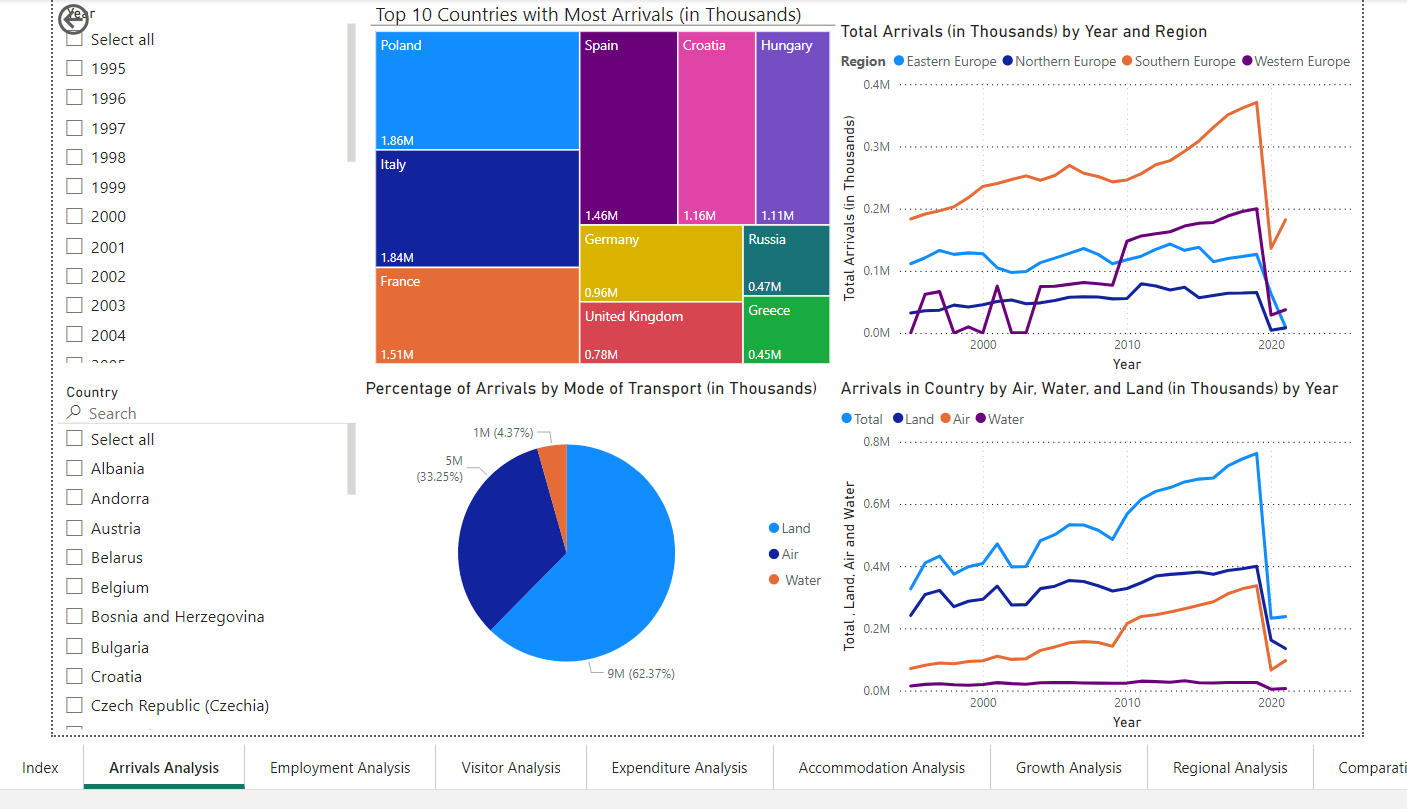 Year
Select all
1995
1996
1997
1998
1999
2000
2001
2002
2003
2004
2005
Country
Search
Select all
Albania
Andorra
Austria
Belarus
Belgium
Bosnia and Herzegovina
Bulgaria
Croatia
Czech Republic (Czechia)
Top 10 Countries with Most Arrivals (in Thousands)
Poland
1.86M
Italy
1.84M
France
1.51M
Spain
1.46M
Croatia
1.16M
Hungary
1.11M
Germany
0.96M
United Kingdom
0.78M
Russia
0.47M
Greece
0.45M
Total Arrivals (in Thousands) by Year and Region
Region Eastern Europe Northern Europe Southern Europe Western Europe
Total Arrivals (in Thousands)
0.4M
0.3M
0.2M
0.1M
0.0M
2000 2010 2020
Year
Percentage of Arrivals by Mode of Transport (in Thousands)
1M (4.37%)
5M
(33.25%)
9M (62.37%)
Land
Air
Water
Arrivals in Country by Air, Water, and Land (in Thousands) by Year
Total Land Air Water
Total , Land, Air and Water
0.8M
0.6M
0.4M
0.2M
0.0M
2000 2010 2020
Year
Index Arrivals Analysis Employment Analysis Visitor Analysis Expenditure Analysis Accommodation Analysis Growth Analysis Regional Analysis Comparati